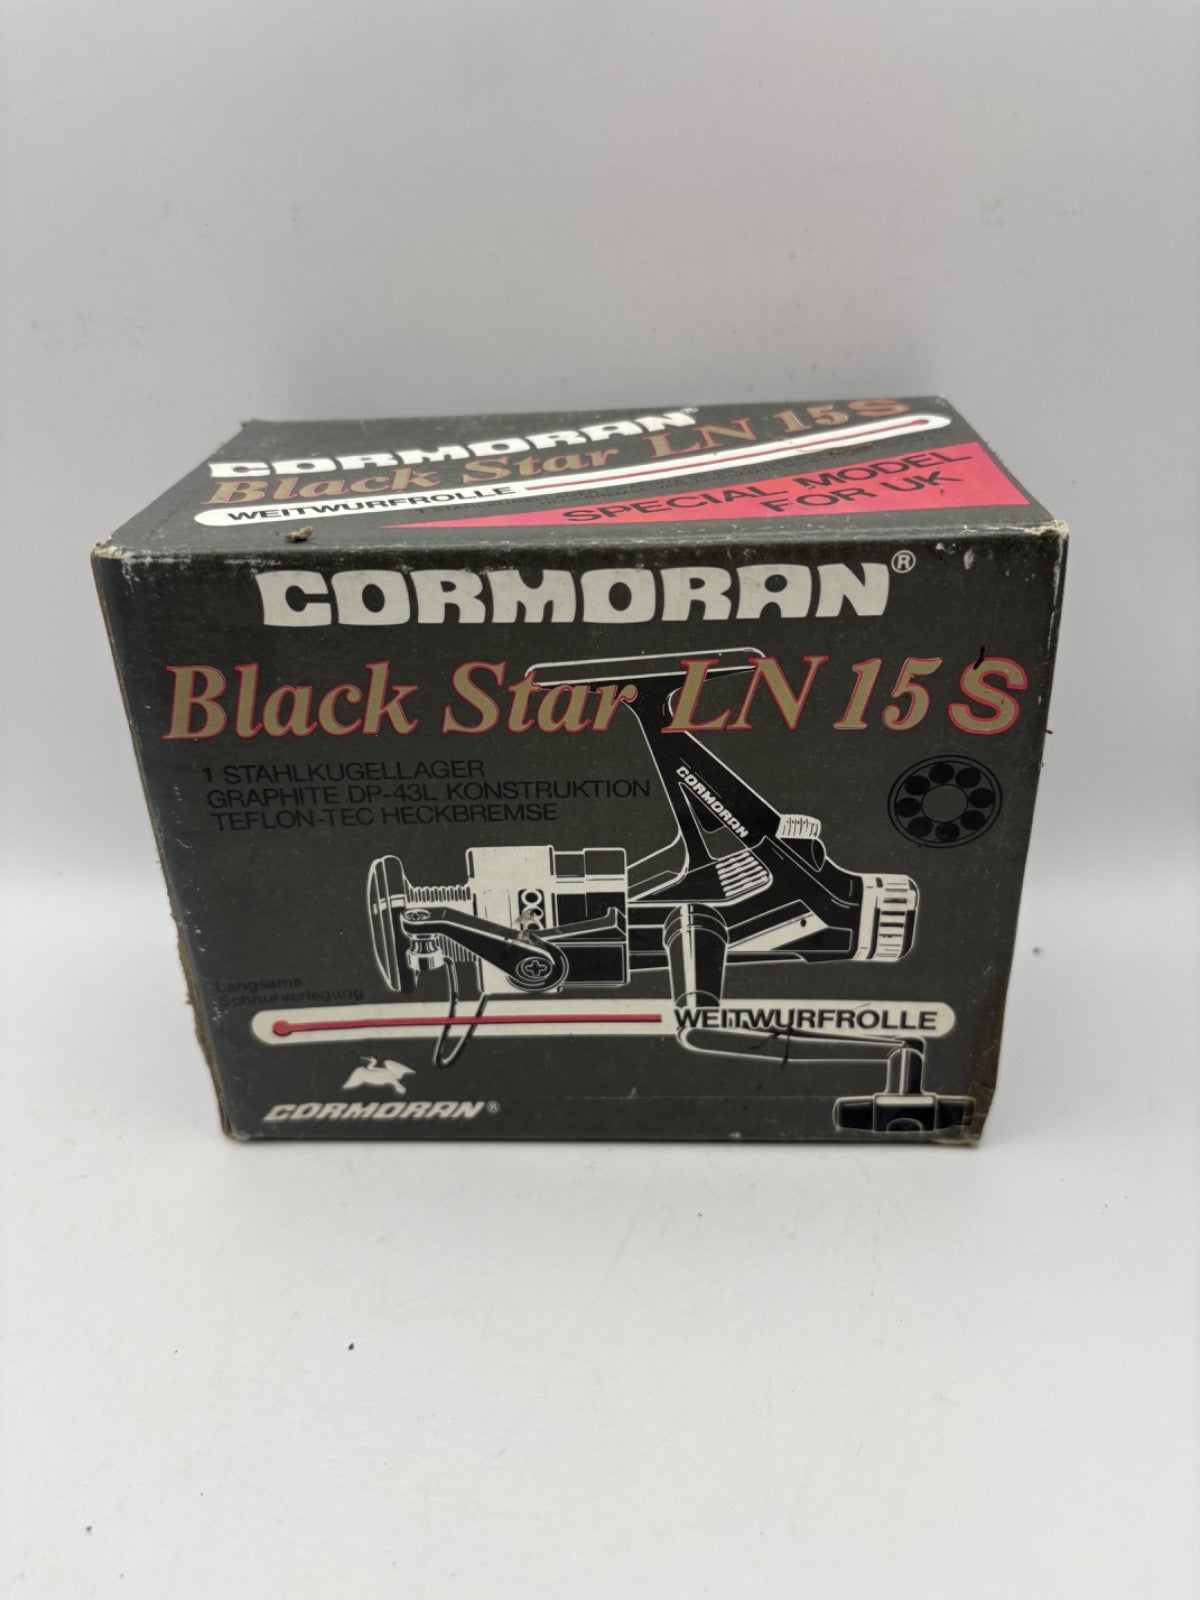 CORMORAN®
Black Star LN 15 S
WEITWURFROLLE
SPECIAL MODEL
FOR UK
CORMORAN®
Black Star LN 15 S
1 STAHLKUGELLAGER
GRAPHITE DP-43L KONSTRUKTION
TEFLON-TEC HECKBREMSE
CORMORAN
Langsame
Schnurverlegung
WEITWURFROLLE
CORMORAN®